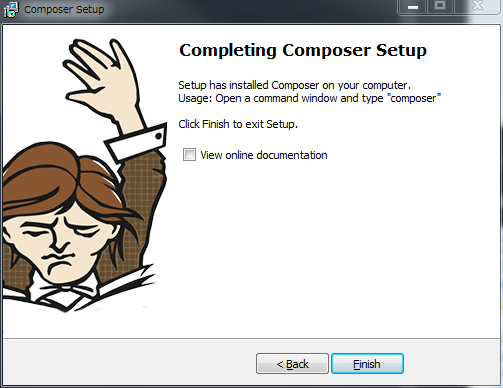 Composer Setup
Completing Composer Setup
Setup has installed Composer on your computer.
Usage: Open a command window and type "composer"
Click Finish to exit Setup.
View online documentation
< Back
Finish